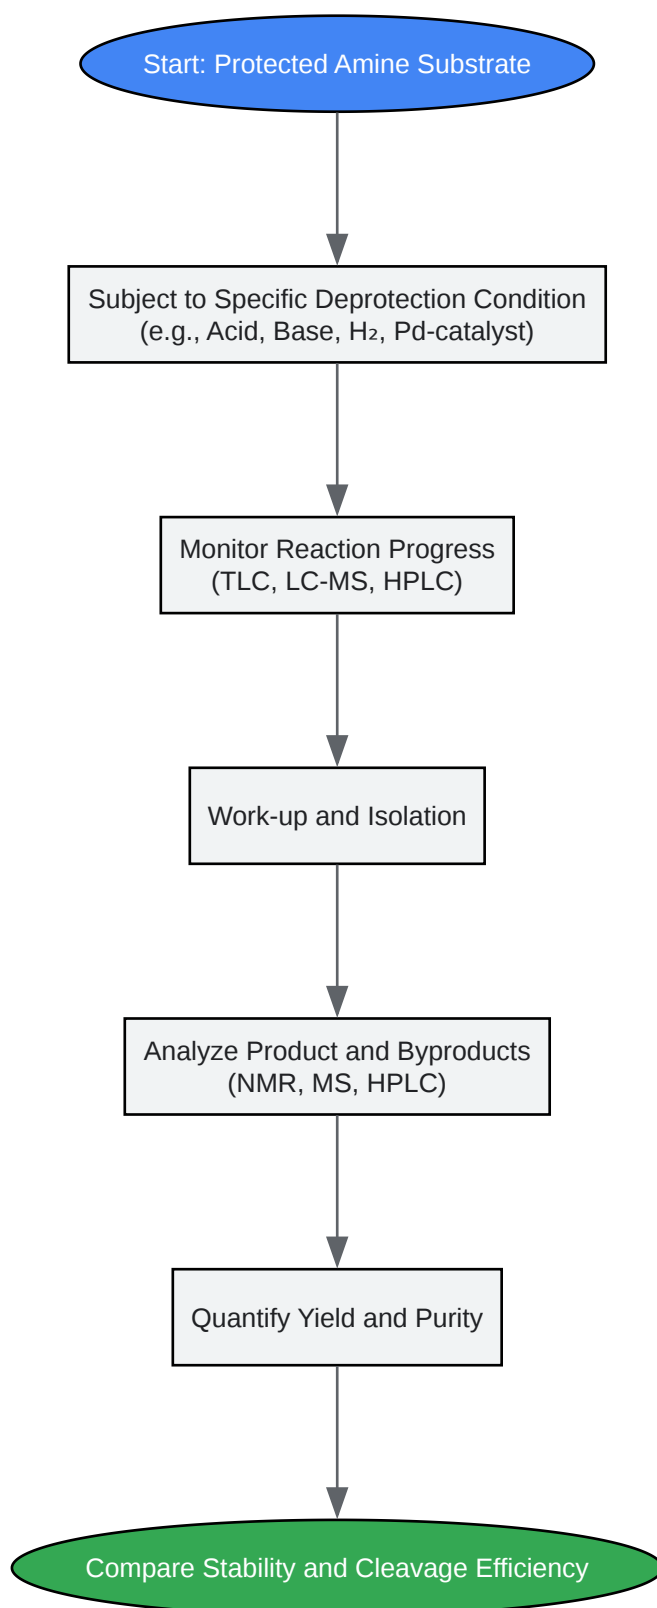 Start: Protected Amine Substrate
Subject to Specific Deprotection Condition
(e.g., Acid, Base, H₂, Pd-catalyst)
Monitor Reaction Progress
(TLC, LC-MS, HPLC)
Work-up and Isolation
Analyze Product and Byproducts
(NMR, MS, HPLC)
Quantify Yield and Purity
Compare Stability and Cleavage Efficiency